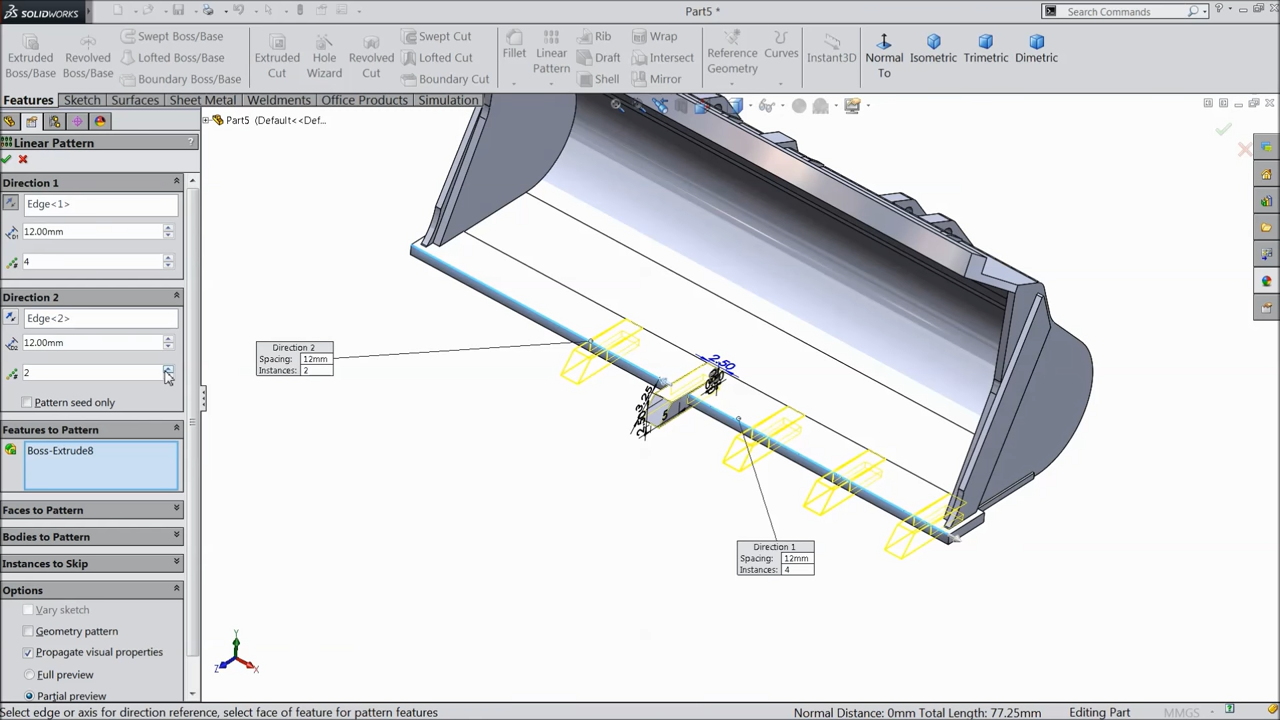 SOLIDWORKS
Part5 *
Search Commands
Extruded Boss/Base
Revolved Boss/Base
Swept Boss/Base
Lofted Boss/Base
Boundary Boss/Base
Extruded Cut
Hole Wizard
Revolved Cut
Swept Cut
Lofted Cut
Boundary Cut
Fillet
Linear Pattern
Rib
Draft
Shell
Wrap
Intersect
Mirror
Reference Geometry
Curves
Instant3D
Normal To
Isometric
Trimetric
Dimetric
Features
Sketch
Surfaces
Sheet Metal
Weldments
Office Products
Simulation
Part5 (Default<<Def...
Linear Pattern
?
Direction 1
Edge<1>
12.00mm
4
Direction 2
Edge<2>
12.00mm
2
Pattern seed only
Features to Pattern
Boss-Extrude8
Faces to Pattern
Bodies to Pattern
Instances to Skip
Options
Vary sketch
Geometry pattern
Propagate visual properties
Full preview
Partial preview
Direction 2
Spacing: 12mm
Instances: 2
2.50
5
Direction 1
Spacing: 12mm
Instances: 4
Y
Z
X
Select edge or axis for direction reference, select face of feature for pattern features
Normal Distance: 0mm Total Length: 77.25mm
Editing Part
MMGS